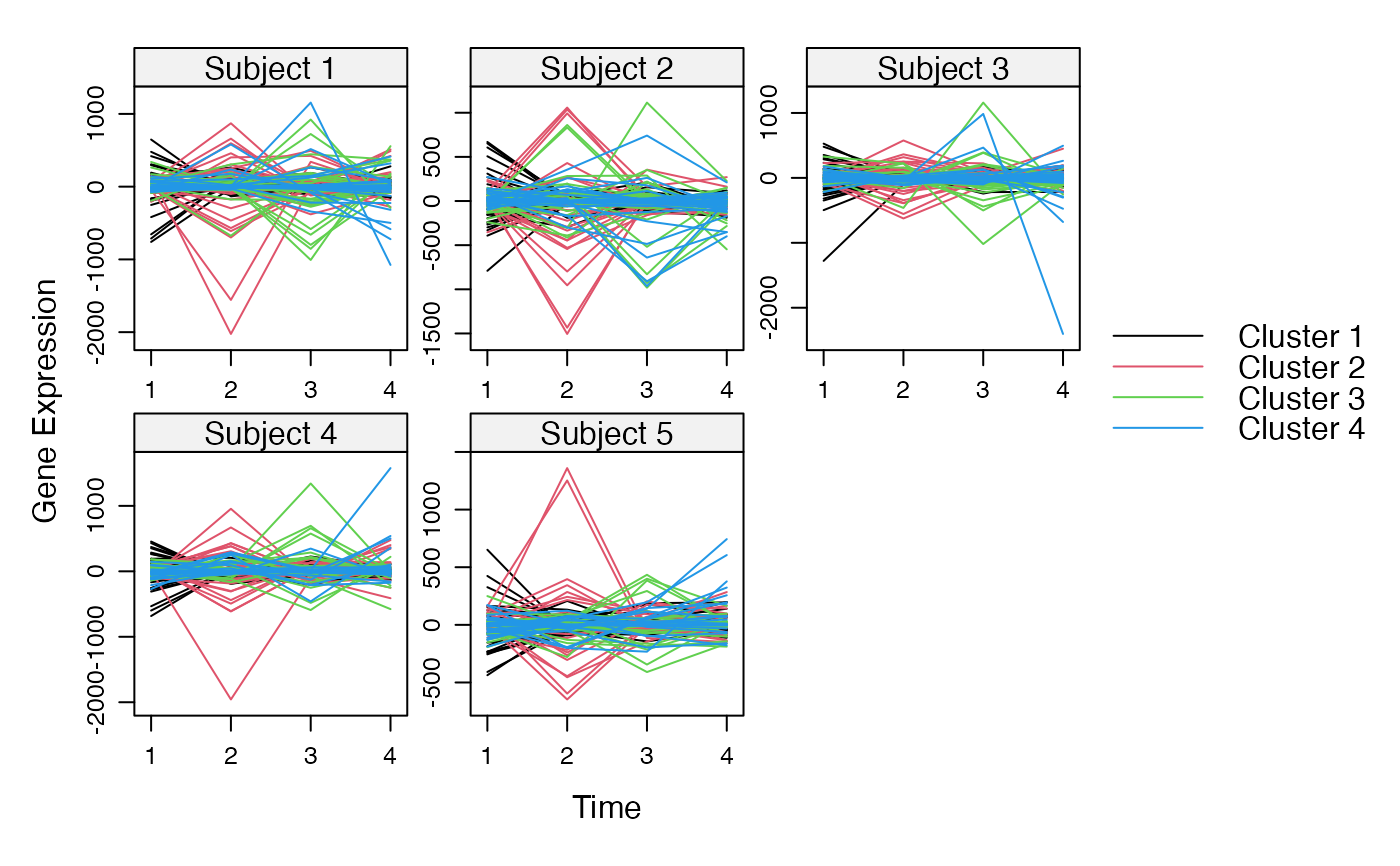 Subject 1
Subject 2
Subject 3
1000
0
-1000
-2000
500
0
-500
-1500
1000
0
-2000
1 2 3 4
1 2 3 4
1 2 3 4
Cluster 1
Cluster 2
Cluster 3
Cluster 4
Gene Expression
Subject 4
Subject 5
1000
0
-1000
-2000
1000
500
0
-500
1 2 3 4
1 2 3 4
Time